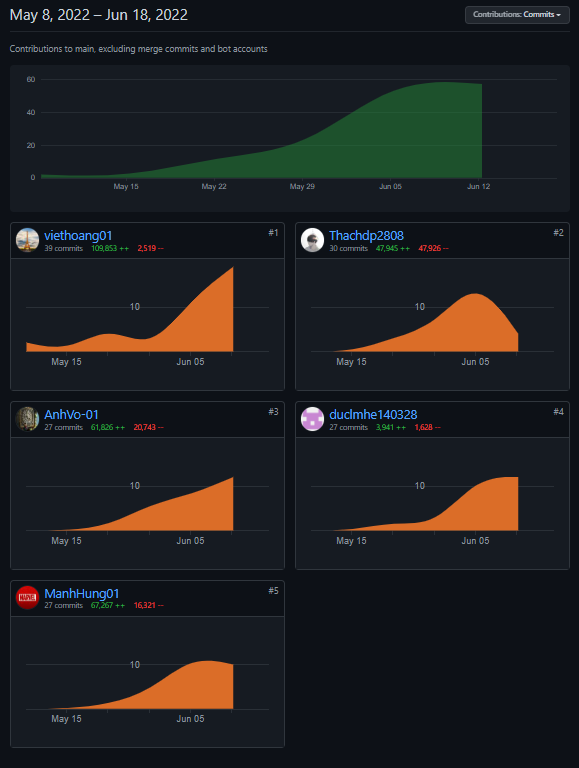 May 8, 2022 – Jun 18, 2022
Contributions: Commits
Contributions to main, excluding merge commits and bot accounts
60
40
20
0
May 15 May 22 May 29 Jun 05 Jun 12
viethoang01 #1
39 commits 109,853 ++ 2,519 --
10
May 15 Jun 05
Thachdp2808 #2
30 commits 47,945 ++ 47,926 --
10
May 15 Jun 05
AnhVo-01 #3
27 commits 61,826 ++ 20,743 --
10
May 15 Jun 05
duclmhe140328 #4
27 commits 3,941 ++ 1,628 --
10
May 15 Jun 05
MARVEL
ManhHung01 #5
27 commits 67,267 ++ 16,321 --
10
May 15 Jun 05